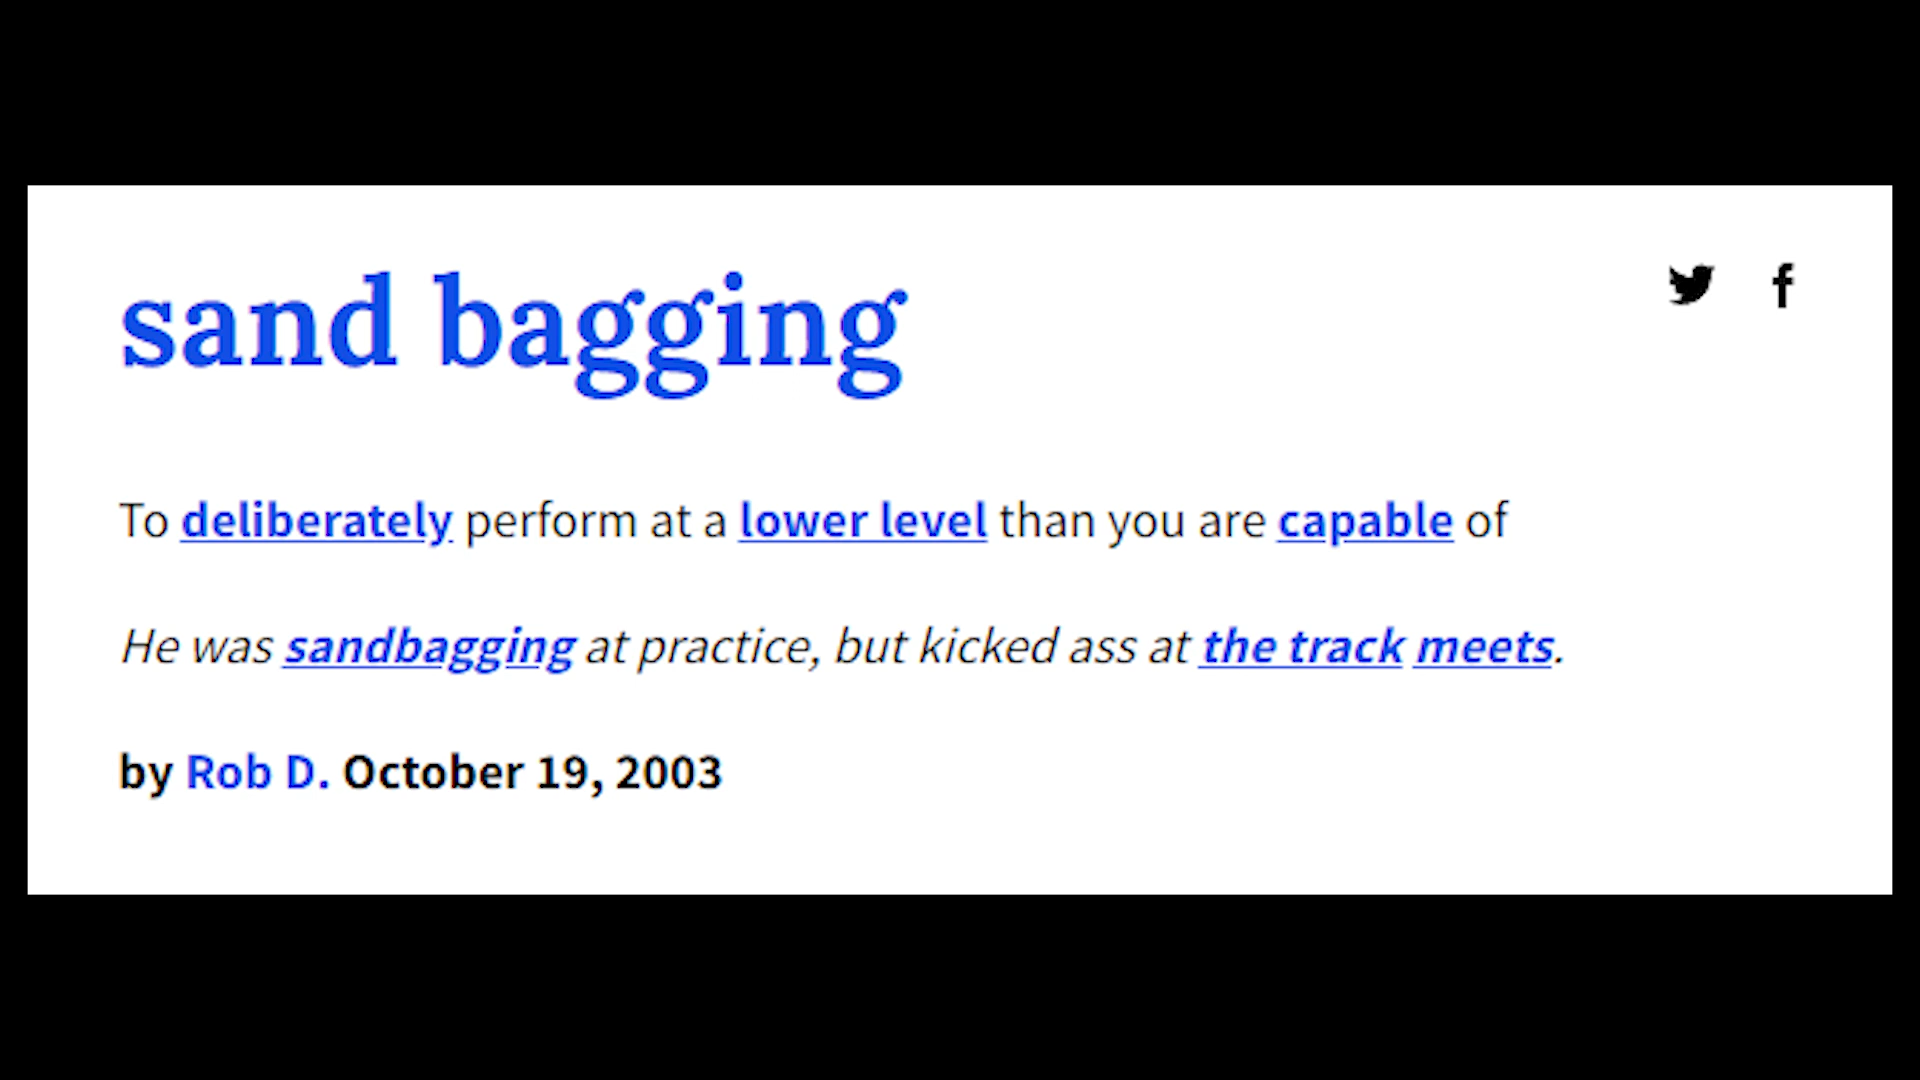 sand bagging
To deliberately perform at a lower level than you are capable of
He was sandbagging at practice, but kicked ass at the track meets.
by Rob D. October 19, 2003